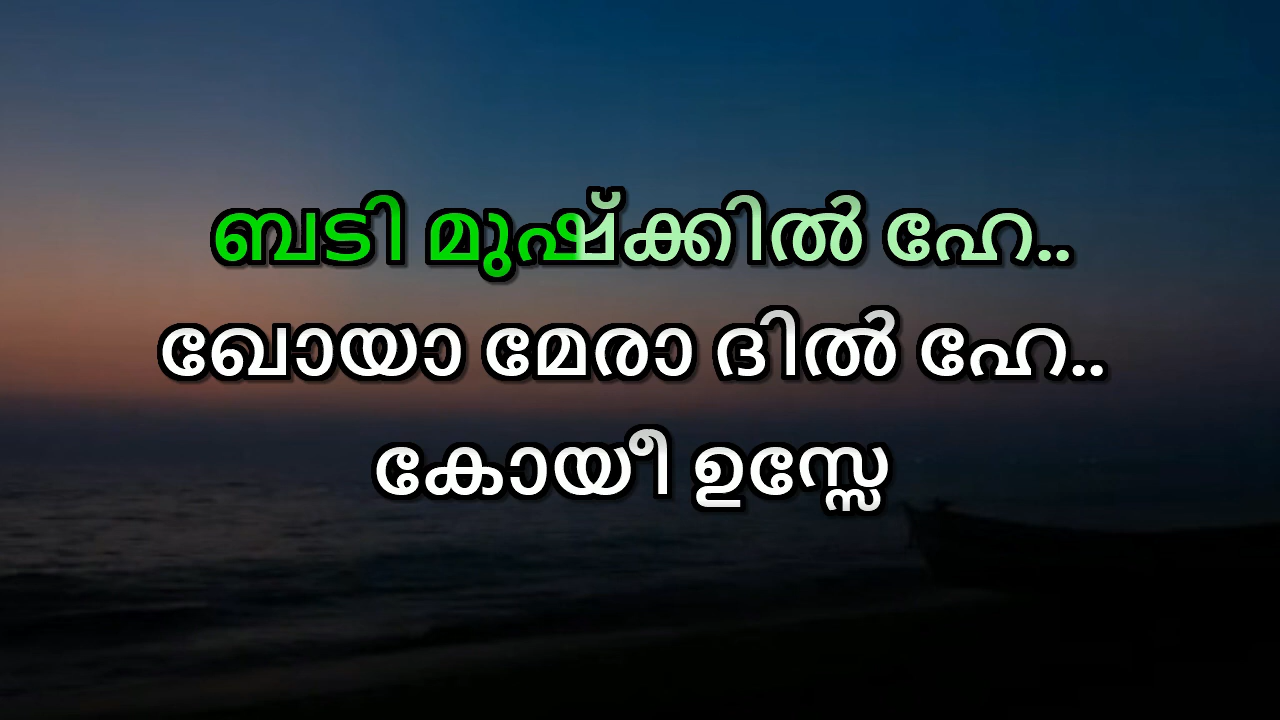 ബടി മുഷ്ക്കിൽ ഹേ..
ഖോയാ മേരാ ദിൽ ഹേ..
കോയീ ഉസ്സേ